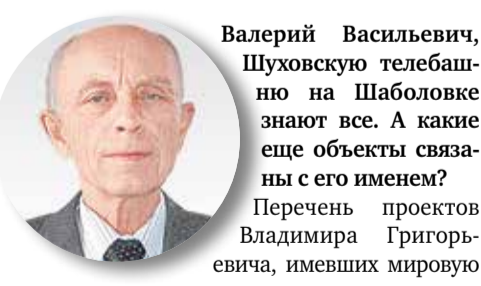 Валерий Васильевич,
Шуховскую телебаш-
ню на Шаболовке
знают все. А какие
еще объекты связа-
ны с его именем?
Перечень проектов
Владимира Григорь-
евича, имевших мировую